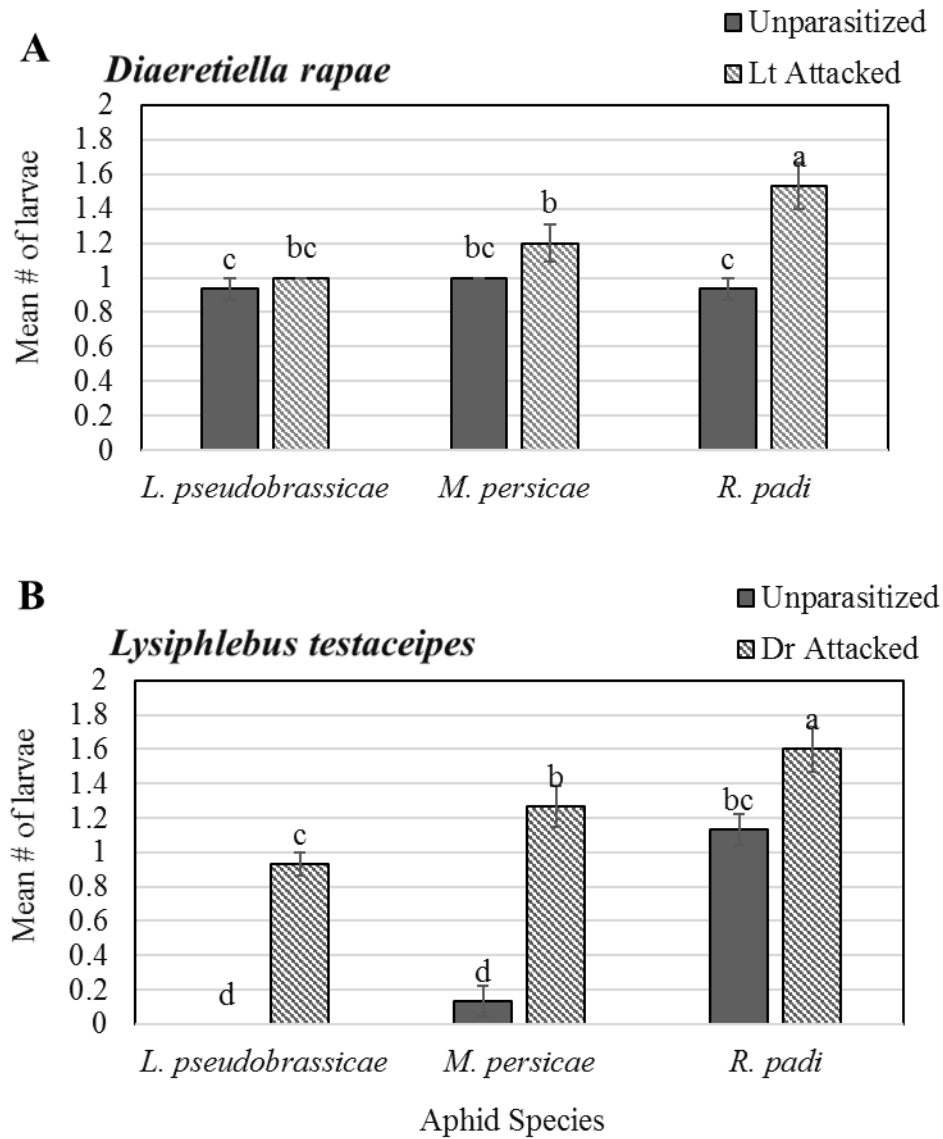 A
Diaeretiella rapae
Unparasitized
Lt Attacked
2
1.8
1.6
1.4
1.2
1
0.8
0.6
0.4
0.2
0
Mean # of larvae
c
bc
bc
b
c
a
L. pseudobrassicae
M. persicae
R. padi
B
Lysiphlebus testaceipes
Unparasitized
Dr Attacked
2
1.8
1.6
1.4
1.2
1
0.8
0.6
0.4
0.2
0
Mean # of larvae
d
c
d
b
bc
a
L. pseudobrassicae
M. persicae
R. padi
Aphid Species